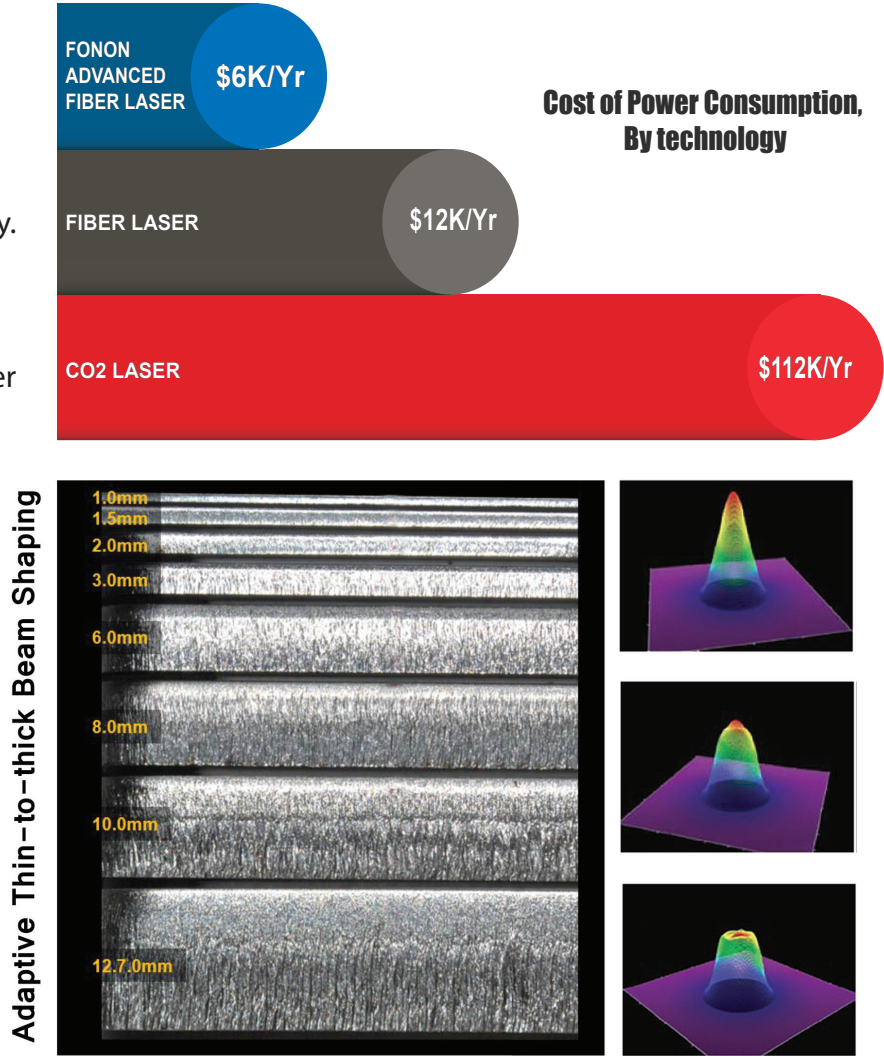 FONON
ADVANCED
FIBER LASER
$6K/Yr
Cost of Power Consumption,
By technology
y.
FIBER LASER
$12K/Yr
er
CO2 LASER
$112K/Yr
Adaptive Thin-to-thick Beam Shaping
1.0mm
1.5mm
2.0mm
3.0mm
6.0mm
8.0mm
10.0mm
12.7.0mm